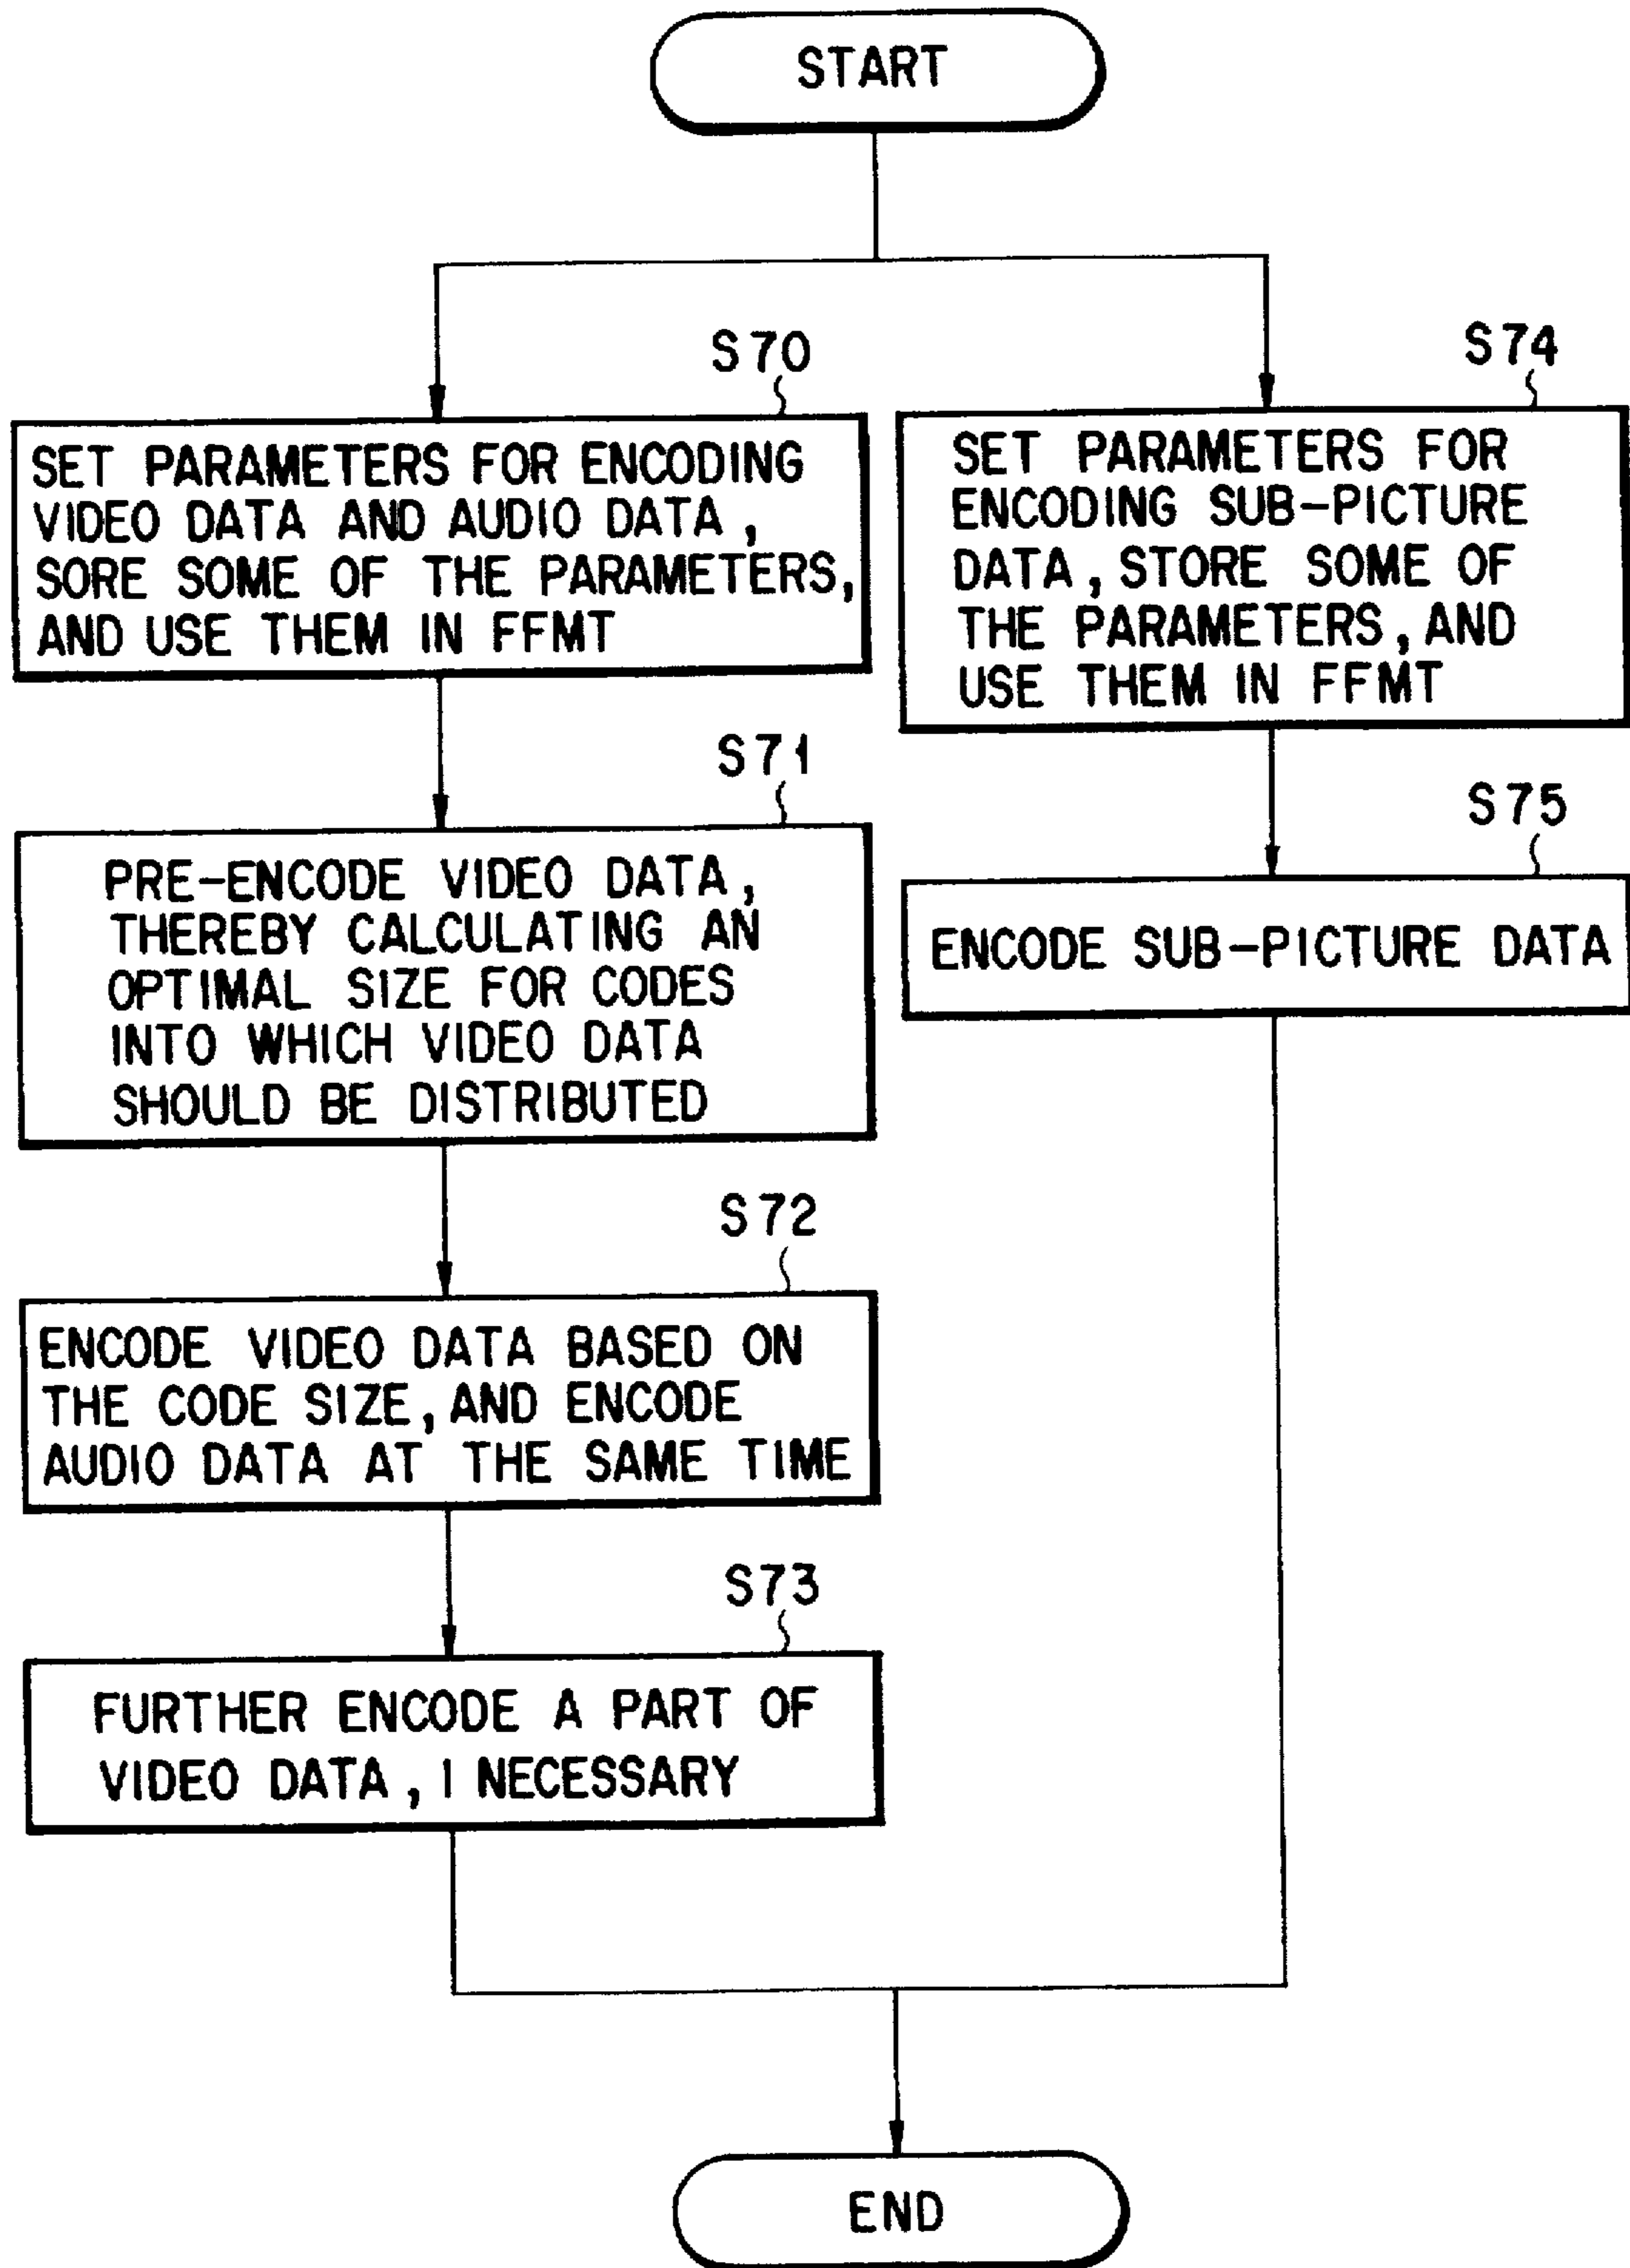 START
S70
SET PARAMETERS FOR ENCODING
VIDEO DATA AND AUDIO DATA,
SORE SOME OF THE PARAMETERS,
AND USE THEM IN FFMT
S71
PRE-ENCODE VIDEO DATA,
THEREBY CALCULATING AN
OPTIMAL SIZE FOR CODES
INTO WHICH VIDEO DATA
SHOULD BE DISTRIBUTED
S72
ENCODE VIDEO DATA BASED ON
THE CODE SIZE, AND ENCODE
AUDIO DATA AT THE SAME TIME
S73
FURTHER ENCODE A PART OF
VIDEO DATA, I NECESSARY
S74
SET PARAMETERS FOR
ENCODING SUB-PICTURE
DATA, STORE SOME OF
THE PARAMETERS, AND
USE THEM IN FFMT
S75
ENCODE SUB-PICTURE DATA
END